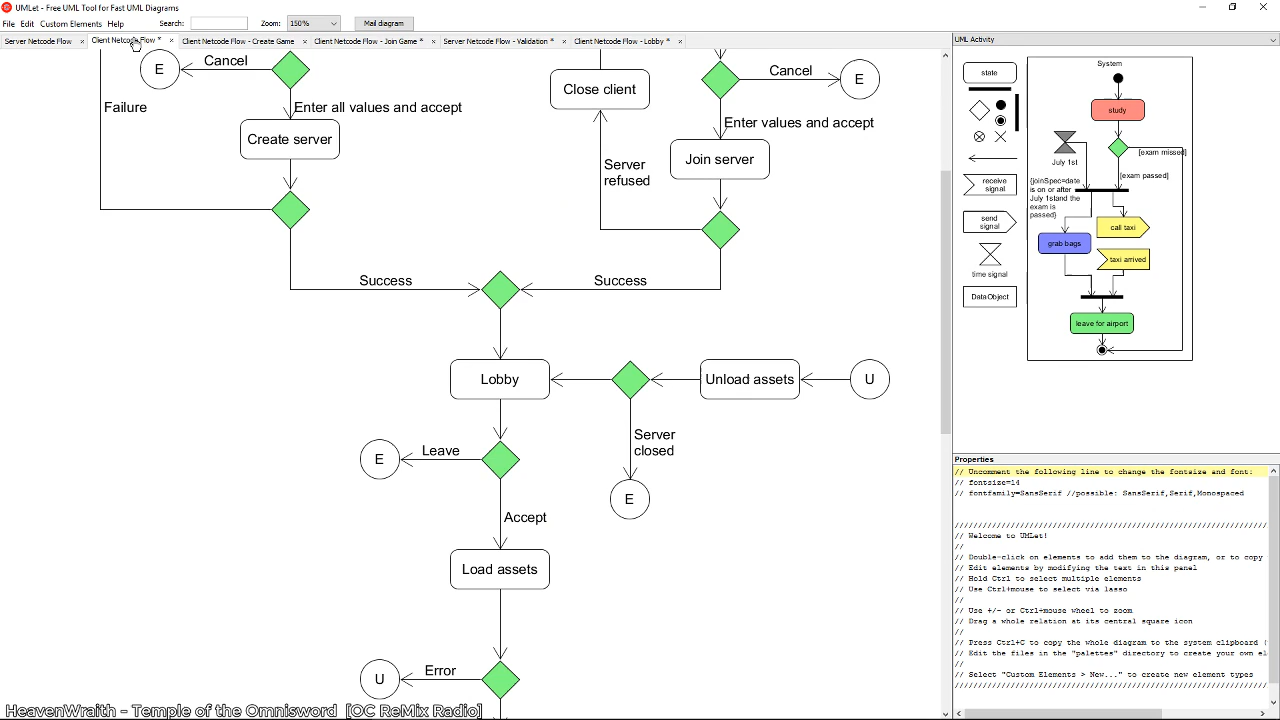 UMLet - Free UML Tool for Fast UML Diagrams
File Edit Custom Elements Help Search: Zoom: 150% Mail diagram
Server Netcode Flow × Client Netcode Flow * × Client Netcode Flow - Create Game × Client Netcode Flow - Join Game * × Server Netcode Flow - Validation * × Client Netcode Flow - Lobby * ×
E
Cancel
Failure
Enter all values and accept
Create server
Close client
Cancel
E
Enter values and accept
Join server
Server
refused
Success
Success
Lobby
Unload assets
U
E
Leave
Server
closed
E
Accept
Load assets
U
Error
HeavenWraith - Temple of the Omnisword [OC ReMix Radio]
UML Activity
state
receive
signal
send
signal
time signal
DataObject
System
study
July 1st
[exam missed]
[exam passed]
{joinSpec=date
is on or after
July 1stand the
exam is
passed}
call taxi
grab bags
taxi arrived
leave for airport
Properties
// Uncomment the following line to change the fontsize and font:
// fontsize=14
// fontfamily=SansSerif //possible: SansSerif,Serif,Monospaced
// Welcome to UMLet!
//
// Double-click on elements to add them to the diagram, or to copy
// Edit elements by modifying the text in this panel
// Hold Ctrl to select multiple elements
// Use Ctrl+mouse to select via lasso
//
// Use +/- or Ctrl+mouse wheel to zoom
// Drag a whole relation at its central square icon
//
// Press Ctrl+C to copy the whole diagram to the system clipboard (
// Edit the files in the "palettes" directory to create your own el
//
// Select "Custom Elements > New..." to create new element types